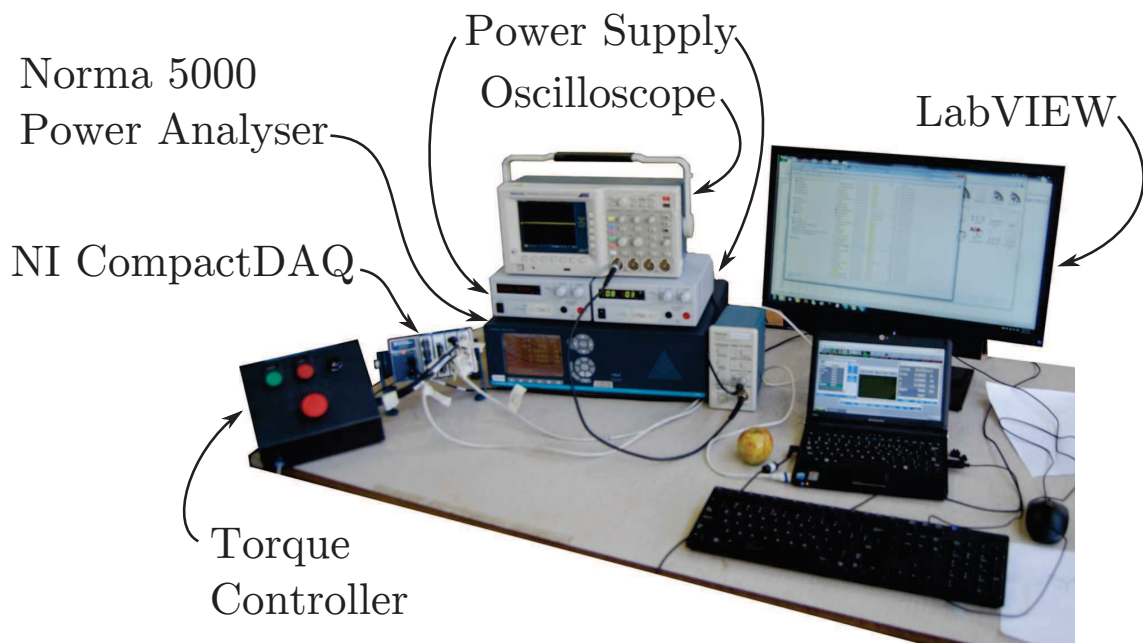 Power Supply
Oscilloscope
Norma 5000
Power Analyser
LabVIEW
NI CompactDAQ
Torque
Controller